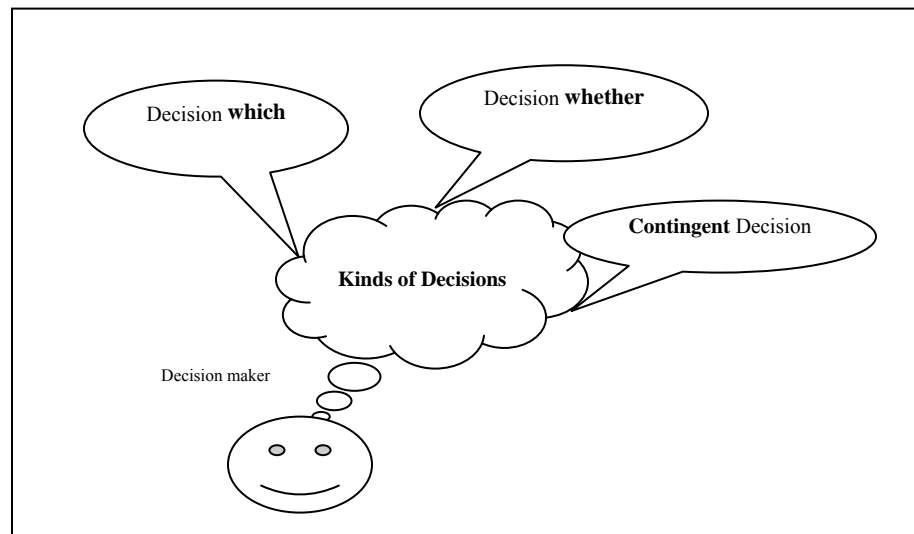 Decision which
Decision whether
Contingent Decision
Kinds of Decisions
Decision maker